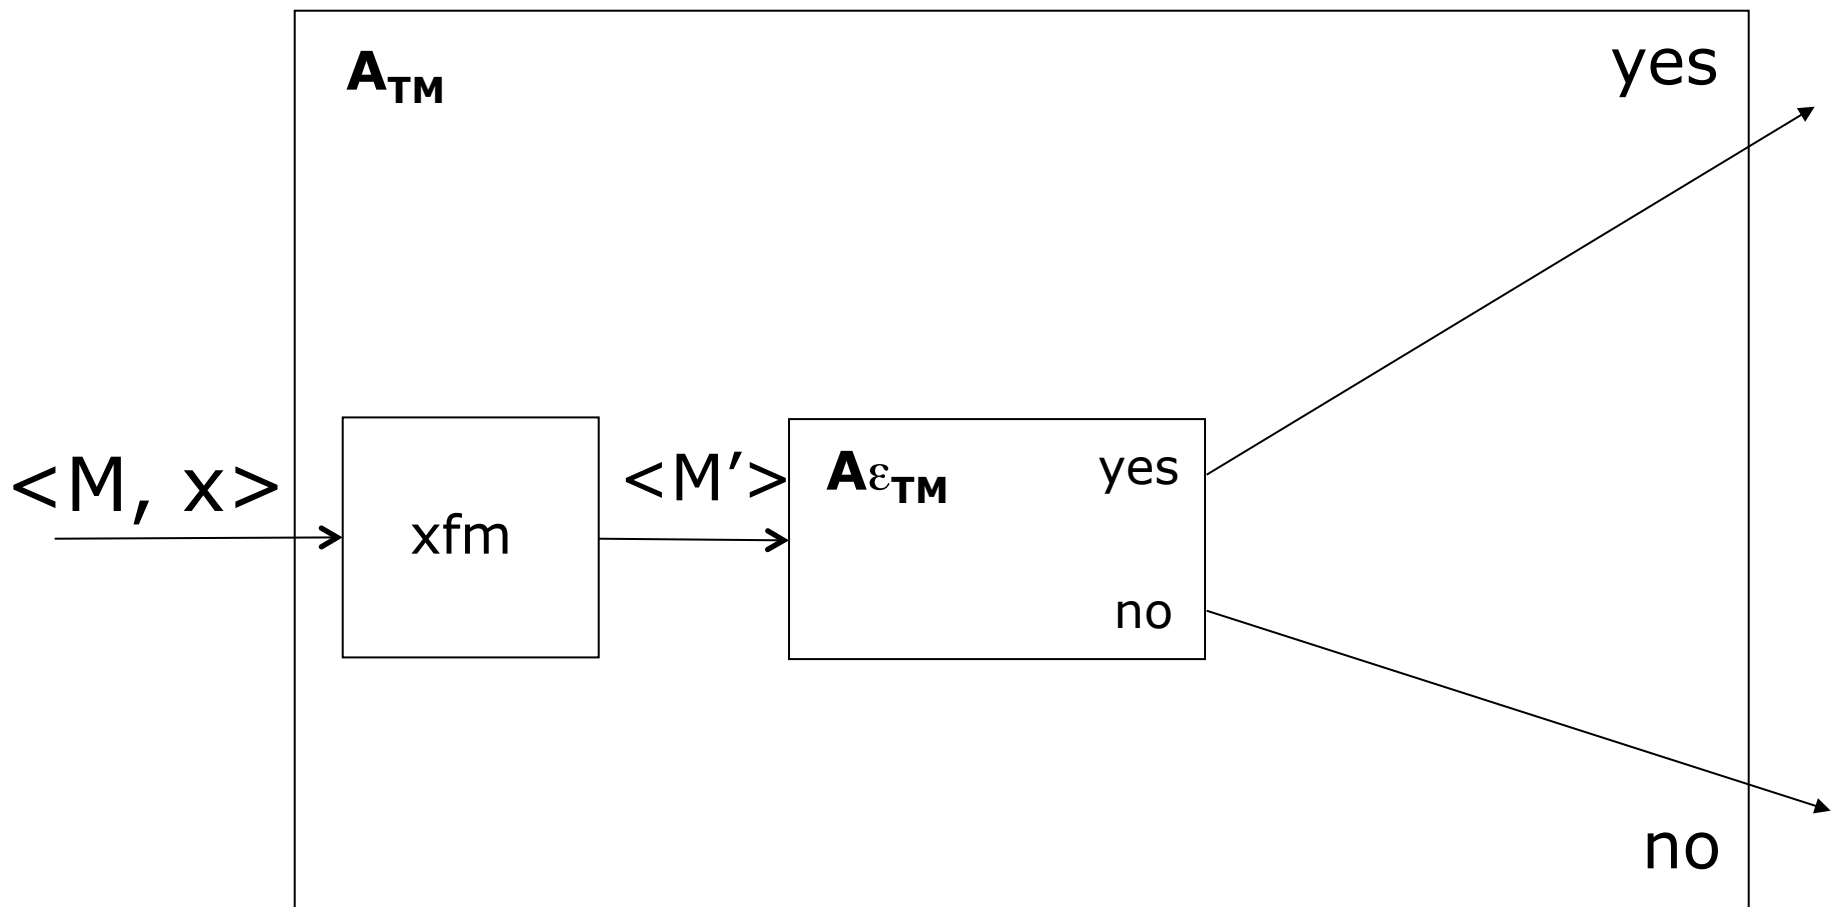 A_TM
yes
<M, x>
xfm
<M′>
Aε_TM
yes
no
no